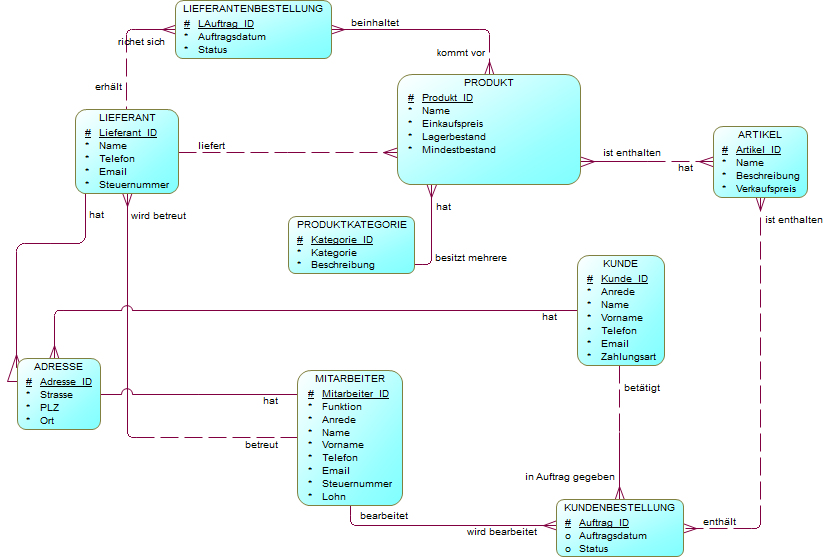 LIEFERANTENBESTELLUNG
# LAuftrag_ID
* Auftragsdatum
* Status
beinhaltet
richet sich
kommt vor
erhält
PRODUKT
# Produkt_ID
* Name
* Einkaufspreis
* Lagerbestand
* Mindestbestand
LIEFERANT
# Lieferant_ID
* Name
* Telefon
* Email
* Steuernummer
liefert
ist enthalten
hat
ARTIKEL
# Artikel_ID
* Name
* Beschreibung
* Verkaufspreis
hat
wird betreut
hat
ist enthalten
PRODUKTKATEGORIE
# Kategorie_ID
* Kategorie
* Beschreibung
besitzt mehrere
KUNDE
# Kunde_ID
* Anrede
* Name
* Vorname
* Telefon
* Email
* Zahlungsart
hat
ADRESSE
# Adresse_ID
* Strasse
* PLZ
* Ort
hat
betreut
MITARBEITER
# Mitarbeiter_ID
* Funktion
* Anrede
* Name
* Vorname
* Telefon
* Email
* Steuernummer
* Lohn
betätigt
in Auftrag gegeben
bearbeitet
wird bearbeitet
KUNDENBESTELLUNG
# Auftrag_ID
o Auftragsdatum
o Status
enthält